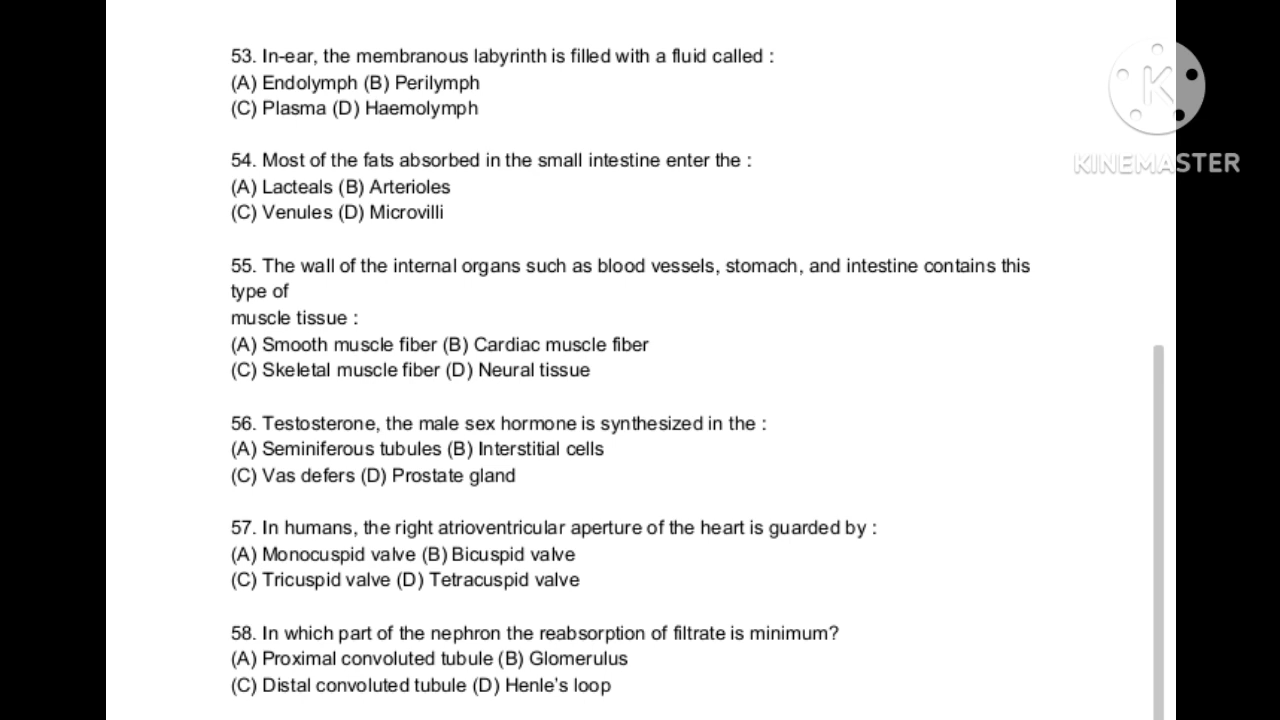 53. In-ear, the membranous labyrinth is filled with a fluid called :
(A) Endolymph (B) Perilymph
(C) Plasma (D) Haemolymph
54. Most of the fats absorbed in the small intestine enter the :
(A) Lacteals (B) Arterioles
(C) Venules (D) Microvilli
55. The wall of the internal organs such as blood vessels, stomach, and intestine contains this
type of
muscle tissue :
(A) Smooth muscle fiber (B) Cardiac muscle fiber
(C) Skeletal muscle fiber (D) Neural tissue
56. Testosterone, the male sex hormone is synthesized in the :
(A) Seminiferous tubules (B) Interstitial cells
(C) Vas defers (D) Prostate gland
57. In humans, the right atrioventricular aperture of the heart is guarded by :
(A) Monocuspid valve (B) Bicuspid valve
(C) Tricuspid valve (D) Tetracuspid valve
58. In which part of the nephron the reabsorption of filtrate is minimum?
(A) Proximal convoluted tubule (B) Glomerulus
(C) Distal convoluted tubule (D) Henle's loop
K
KINEMASTER